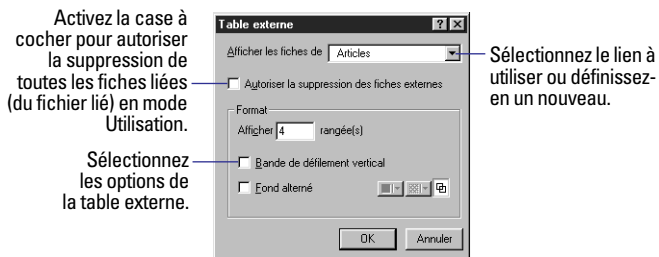 Activez la case à
cocher pour autoriser
la suppression de
toutes les fiches liées
(du fichier lié) en mode
Utilisation.
Sélectionnez
les options de
la table externe.
Table externe
Afficher les fiches de Articles
Autoriser la suppression des fiches externes
Format
Afficher 4 rangée(s)
Bande de défilement vertical
Fond alterné
OK Annuler
Sélectionnez le lien à
utiliser ou définissez-
en un nouveau.